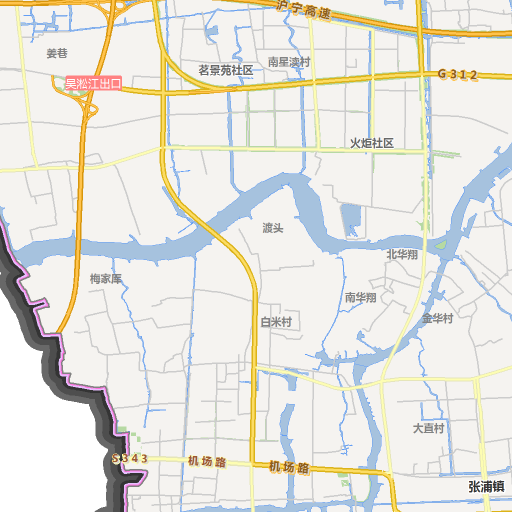 沪宁高速
姜巷
茗景苑社区
南星渎村
G312
吴淞江出口
火炬社区
渡头
北华翔
梅家厍
南华翔
白米村
金华村
大直村
S343
机场路
机场路
张浦镇